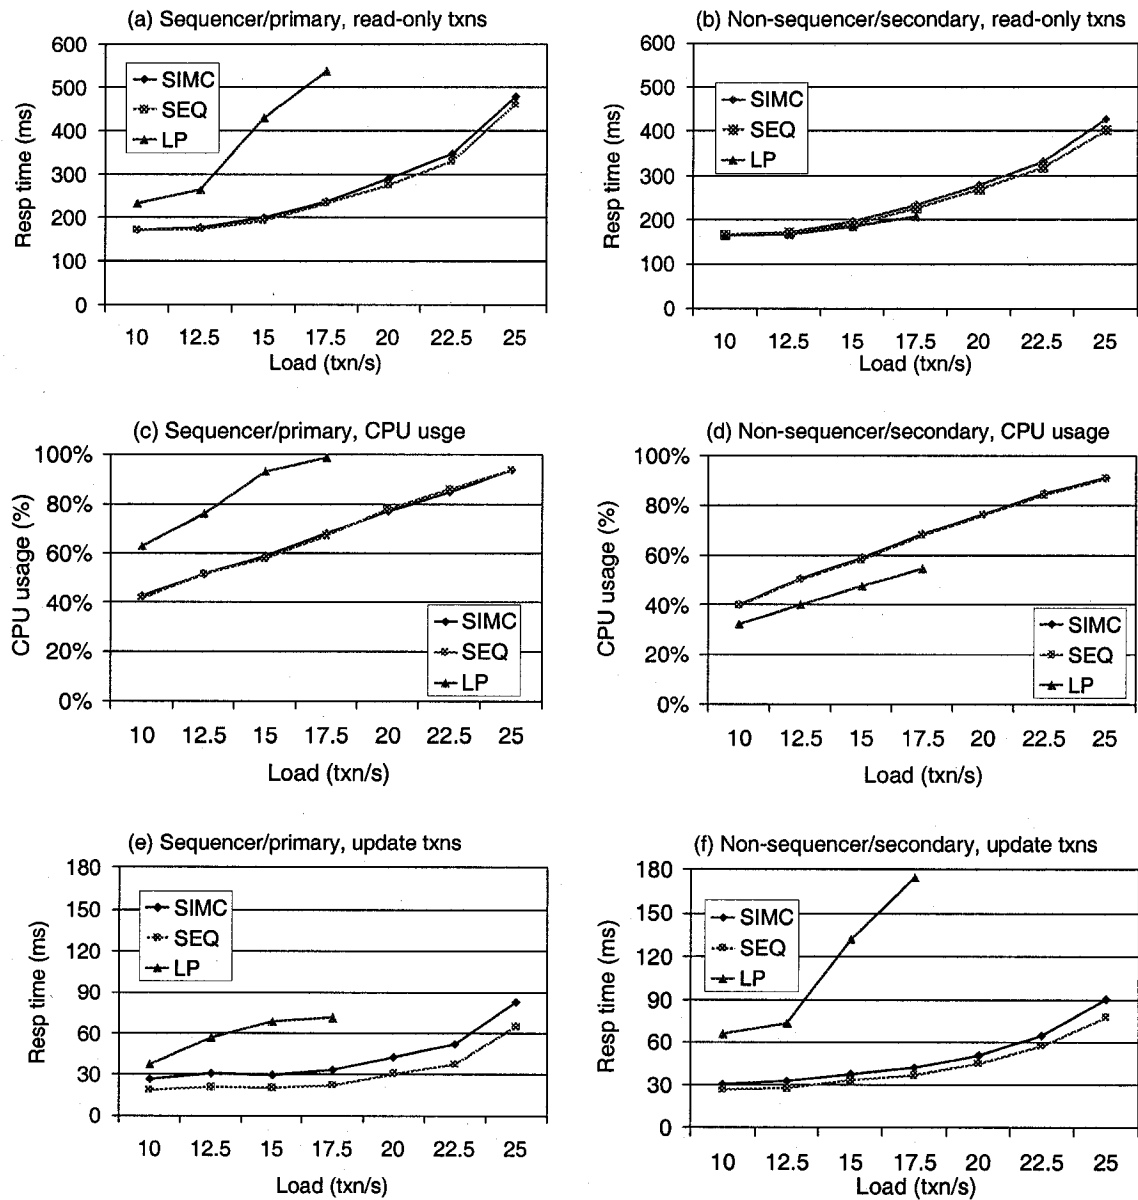 (a) Sequencer/primary, read-only txns
600
500
400
300
200
100
0
Resp time (ms)
SIMC
SEQ
LP
10 12.5 15 17.5 20 22.5 25
Load (txn/s)
(b) Non-sequencer/secondary, read-only txns
600
500
400
300
200
100
0
Resp time (ms)
SIMC
SEQ
LP
10 12.5 15 17.5 20 22.5 25
Load (txn/s)
(c) Sequencer/primary, CPU usge
100%
80%
60%
40%
20%
0%
CPU usage (%)
SIMC
SEQ
LP
10 12.5 15 17.5 20 22.5 25
Load (txn/s)
(d) Non-sequencer/secondary, CPU usage
100%
80%
60%
40%
20%
0%
CPU usage (%)
SIMC
SEQ
LP
10 12.5 15 17.5 20 22.5 25
Load (txn/s)
(e) Sequencer/primary, update txns
180
150
120
90
60
30
0
Resp time (ms)
SIMC
SEQ
LP
10 12.5 15 17.5 20 22.5 25
Load (txn/s)
(f) Non-sequencer/secondary, update txns
180
150
120
90
60
30
0
Resp time (ms)
SIMC
SEQ
LP
10 12.5 15 17.5 20 22.5 25
Load (txn/s)